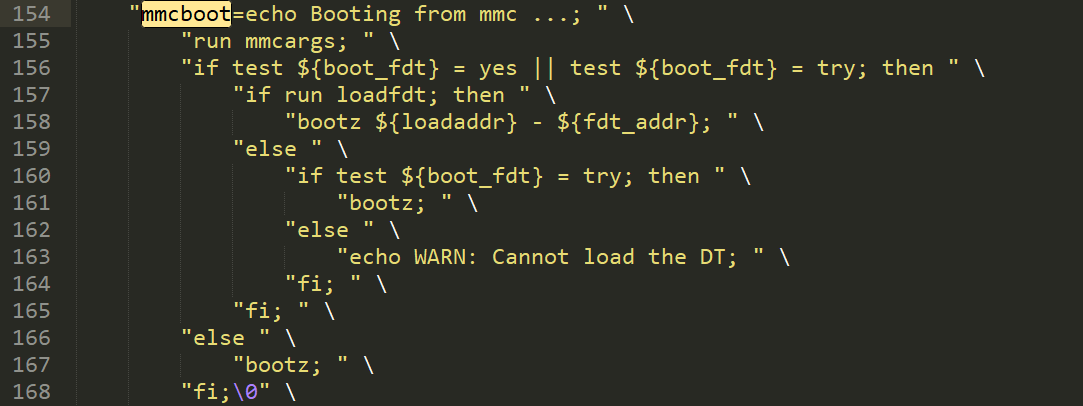 154 "mmcboot=echo Booting from mmc ...; " \
155 "run mmcargs; " \
156 "if test ${boot_fdt} = yes || test ${boot_fdt} = try; then " \
157 "if run loadfdt; then " \
158 "bootz ${loadaddr} - ${fdt_addr}; " \
159 "else " \
160 "if test ${boot_fdt} = try; then " \
161 "bootz; " \
162 "else " \
163 "echo WARN: Cannot load the DT; " \
164 "fi; " \
165 "fi; " \
166 "else " \
167 "bootz; " \
168 "fi;\0" \